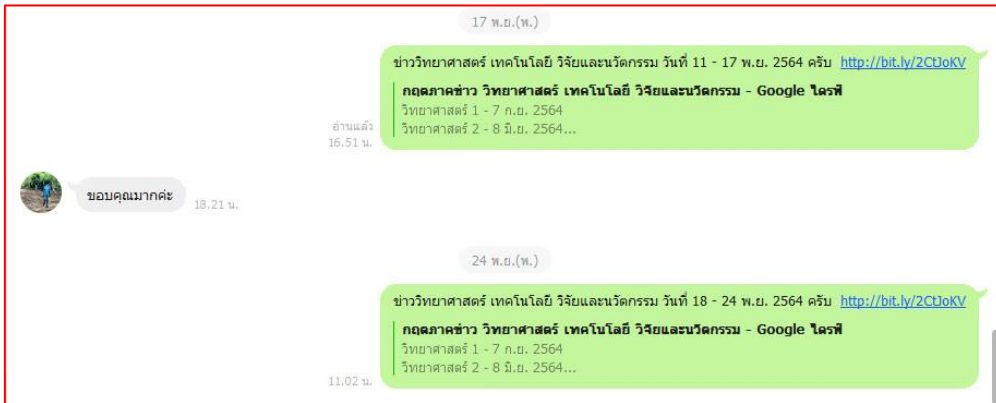 17 พ.ย.(พ.)
ข่าววิทยาศาสตร์ เทคโนโลยี วิจัยและนวัตกรรม วันที่ 11 - 17 พ.ย. 2564 ครับ http://bit.ly/2CtJoKV
กฤตภาคข่าว วิทยาศาสตร์ เทคโนโลยี วิจัยและนวัตกรรม - Google ไดรฟ์
วิทยาศาสตร์ 1 - 7 ก.ย. 2564
วิทยาศาสตร์ 2 - 8 มิ.ย. 2564...
อ่านแล้ว
16.51 น.
ขอบคุณมากค่ะ
18.21 น.
24 พ.ย.(พ.)
ข่าววิทยาศาสตร์ เทคโนโลยี วิจัยและนวัตกรรม วันที่ 18 - 24 พ.ย. 2564 ครับ http://bit.ly/2CtJoKV
กฤตภาคข่าว วิทยาศาสตร์ เทคโนโลยี วิจัยและนวัตกรรม - Google ไดรฟ์
วิทยาศาสตร์ 1 - 7 ก.ย. 2564
วิทยาศาสตร์ 2 - 8 มิ.ย. 2564...
11.02 น.